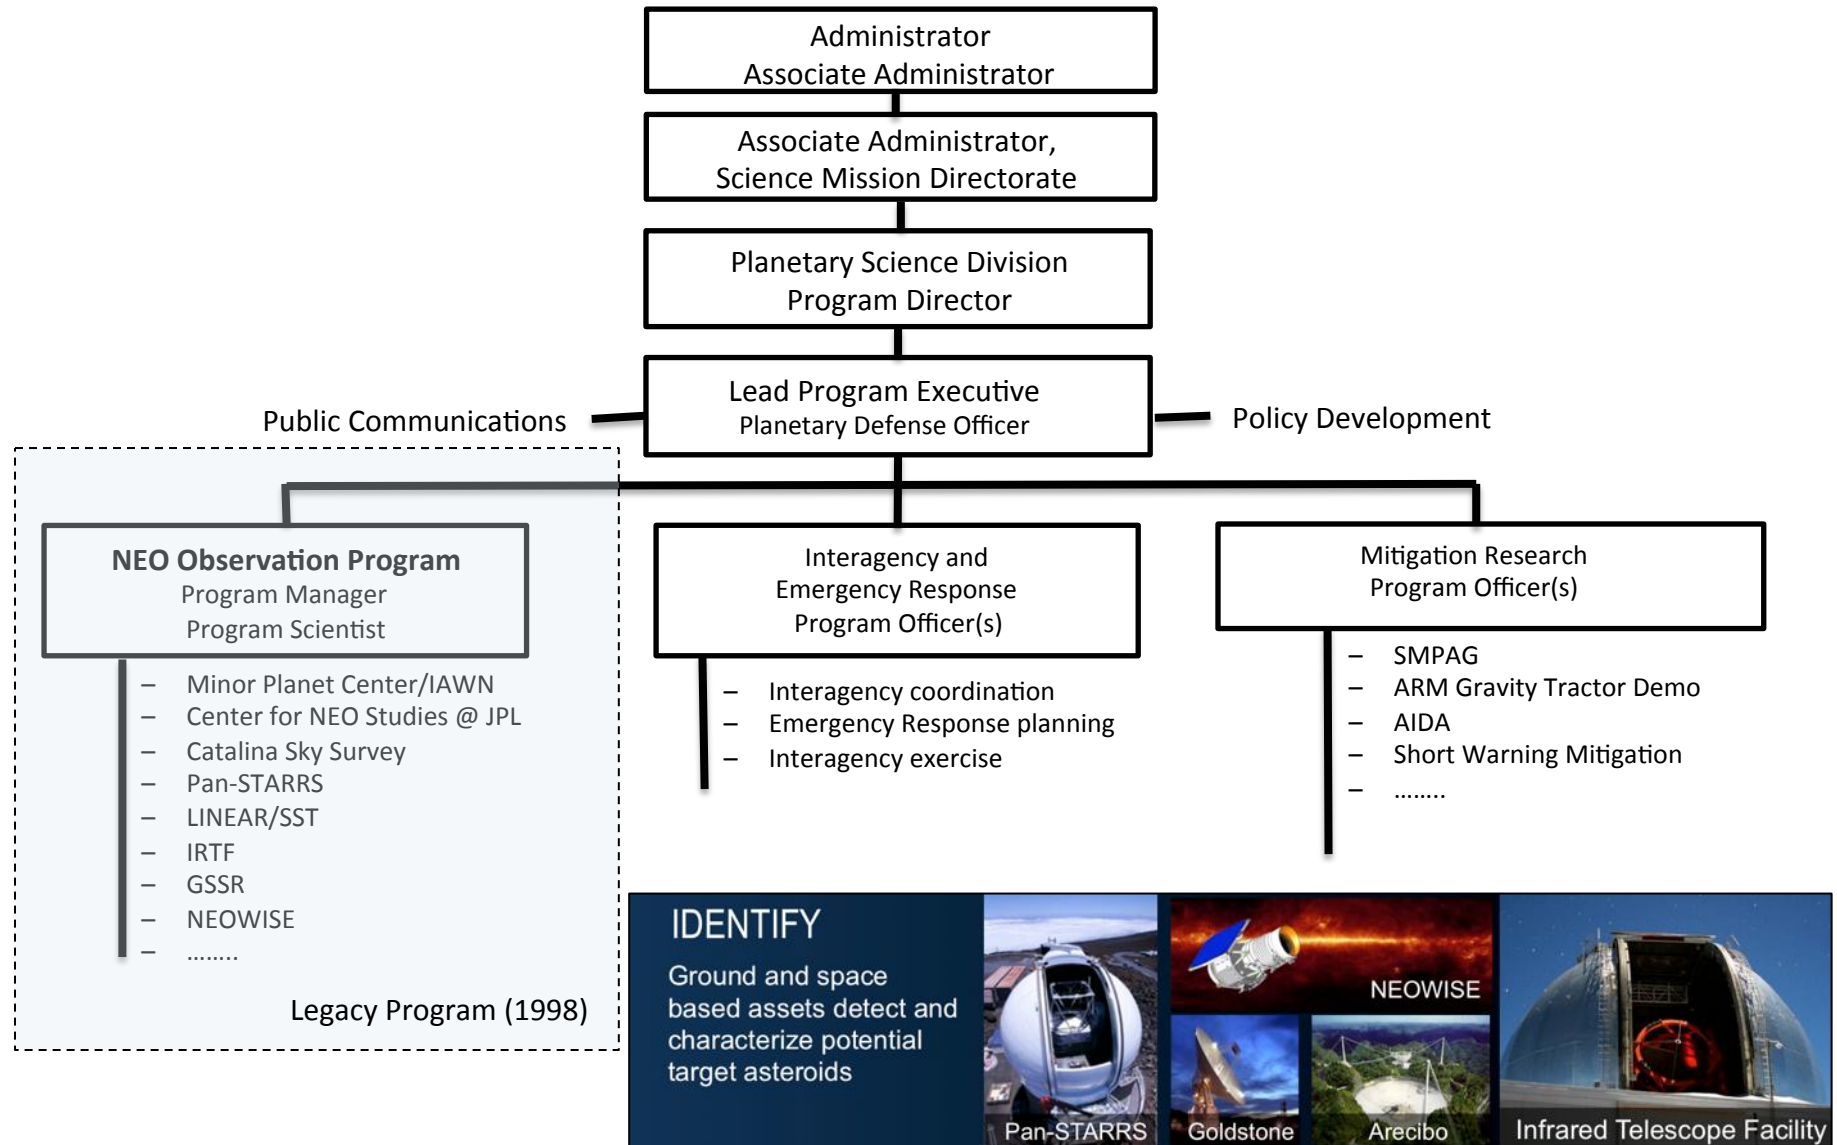 Administrator
Associate Administrator
Associate Administrator,
Science Mission Directorate
Planetary Science Division
Program Director
Lead Program Executive
Planetary Defense Officer
Public Communications
Policy Development
NEO Observation Program
Program Manager
Program Scientist
– Minor Planet Center/IAWN
– Center for NEO Studies @ JPL
– Catalina Sky Survey
– Pan-STARRS
– LINEAR/SST
– IRTF
– GSSR
– NEOWISE
– ........
Legacy Program (1998)
Interagency and
Emergency Response
Program Officer(s)
– Interagency coordination
– Emergency Response planning
– Interagency exercise
Mitigation Research
Program Officer(s)
– SMPAG
– ARM Gravity Tractor Demo
– AIDA
– Short Warning Mitigation
– ........
IDENTIFY
Ground and space
based assets detect and
characterize potential
target asteroids
Pan-STARRS
NEOWISE
Goldstone
Arecibo
Infrared Telescope Facility